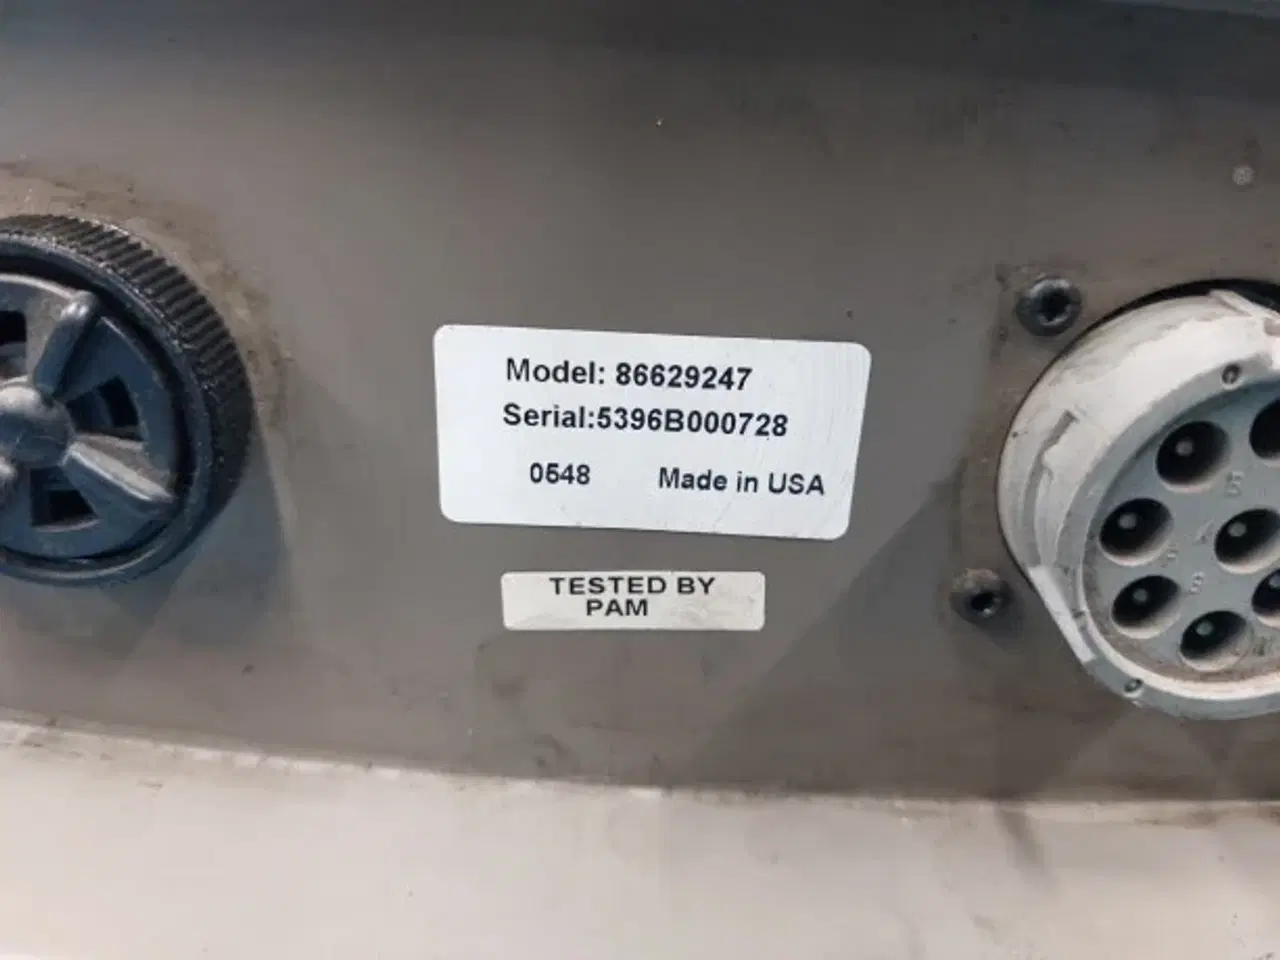 Model: 86629247
Serial:5396B000728
0548 Made in USA
TESTED BY
PAM